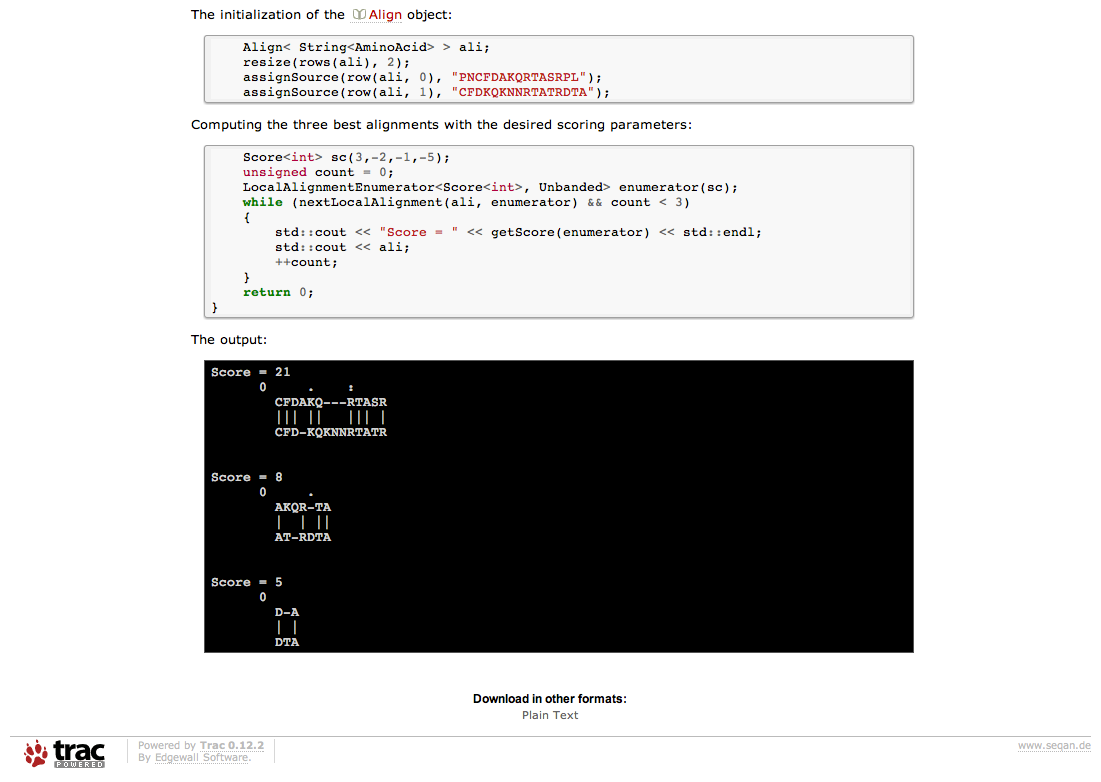 The initialization of the Align object:
Align< String<AminoAcid> > ali;
resize(rows(ali), 2);
assignSource(row(ali, 0), "PNCFDAKQRTASRPL");
assignSource(row(ali, 1), "CFDKQKNNRTATRDTA");
Computing the three best alignments with the desired scoring parameters:
Score<int> sc(3,-2,-1,-5);
unsigned count = 0;
LocalAlignmentEnumerator<Score<int>, Unbanded> enumerator(sc);
while (nextLocalAlignment(ali, enumerator) && count < 3)
{
std::cout << "Score = " << getScore(enumerator) << std::endl;
std::cout << ali;
++count;
}
return 0;
}
The output:
Score = 21
0     .    :
CFDAKQ---RTASR
||| ||   ||| |
CFD-KQKNNRTATR
Score = 8
0     .
AKQR-TA
|  | ||
AT-RDTA
Score = 5
0
D-A
| |
DTA
Download in other formats:
Plain Text
trac
POWERED
Powered by Trac 0.12.2
By Edgewall Software.
www.seqan.de